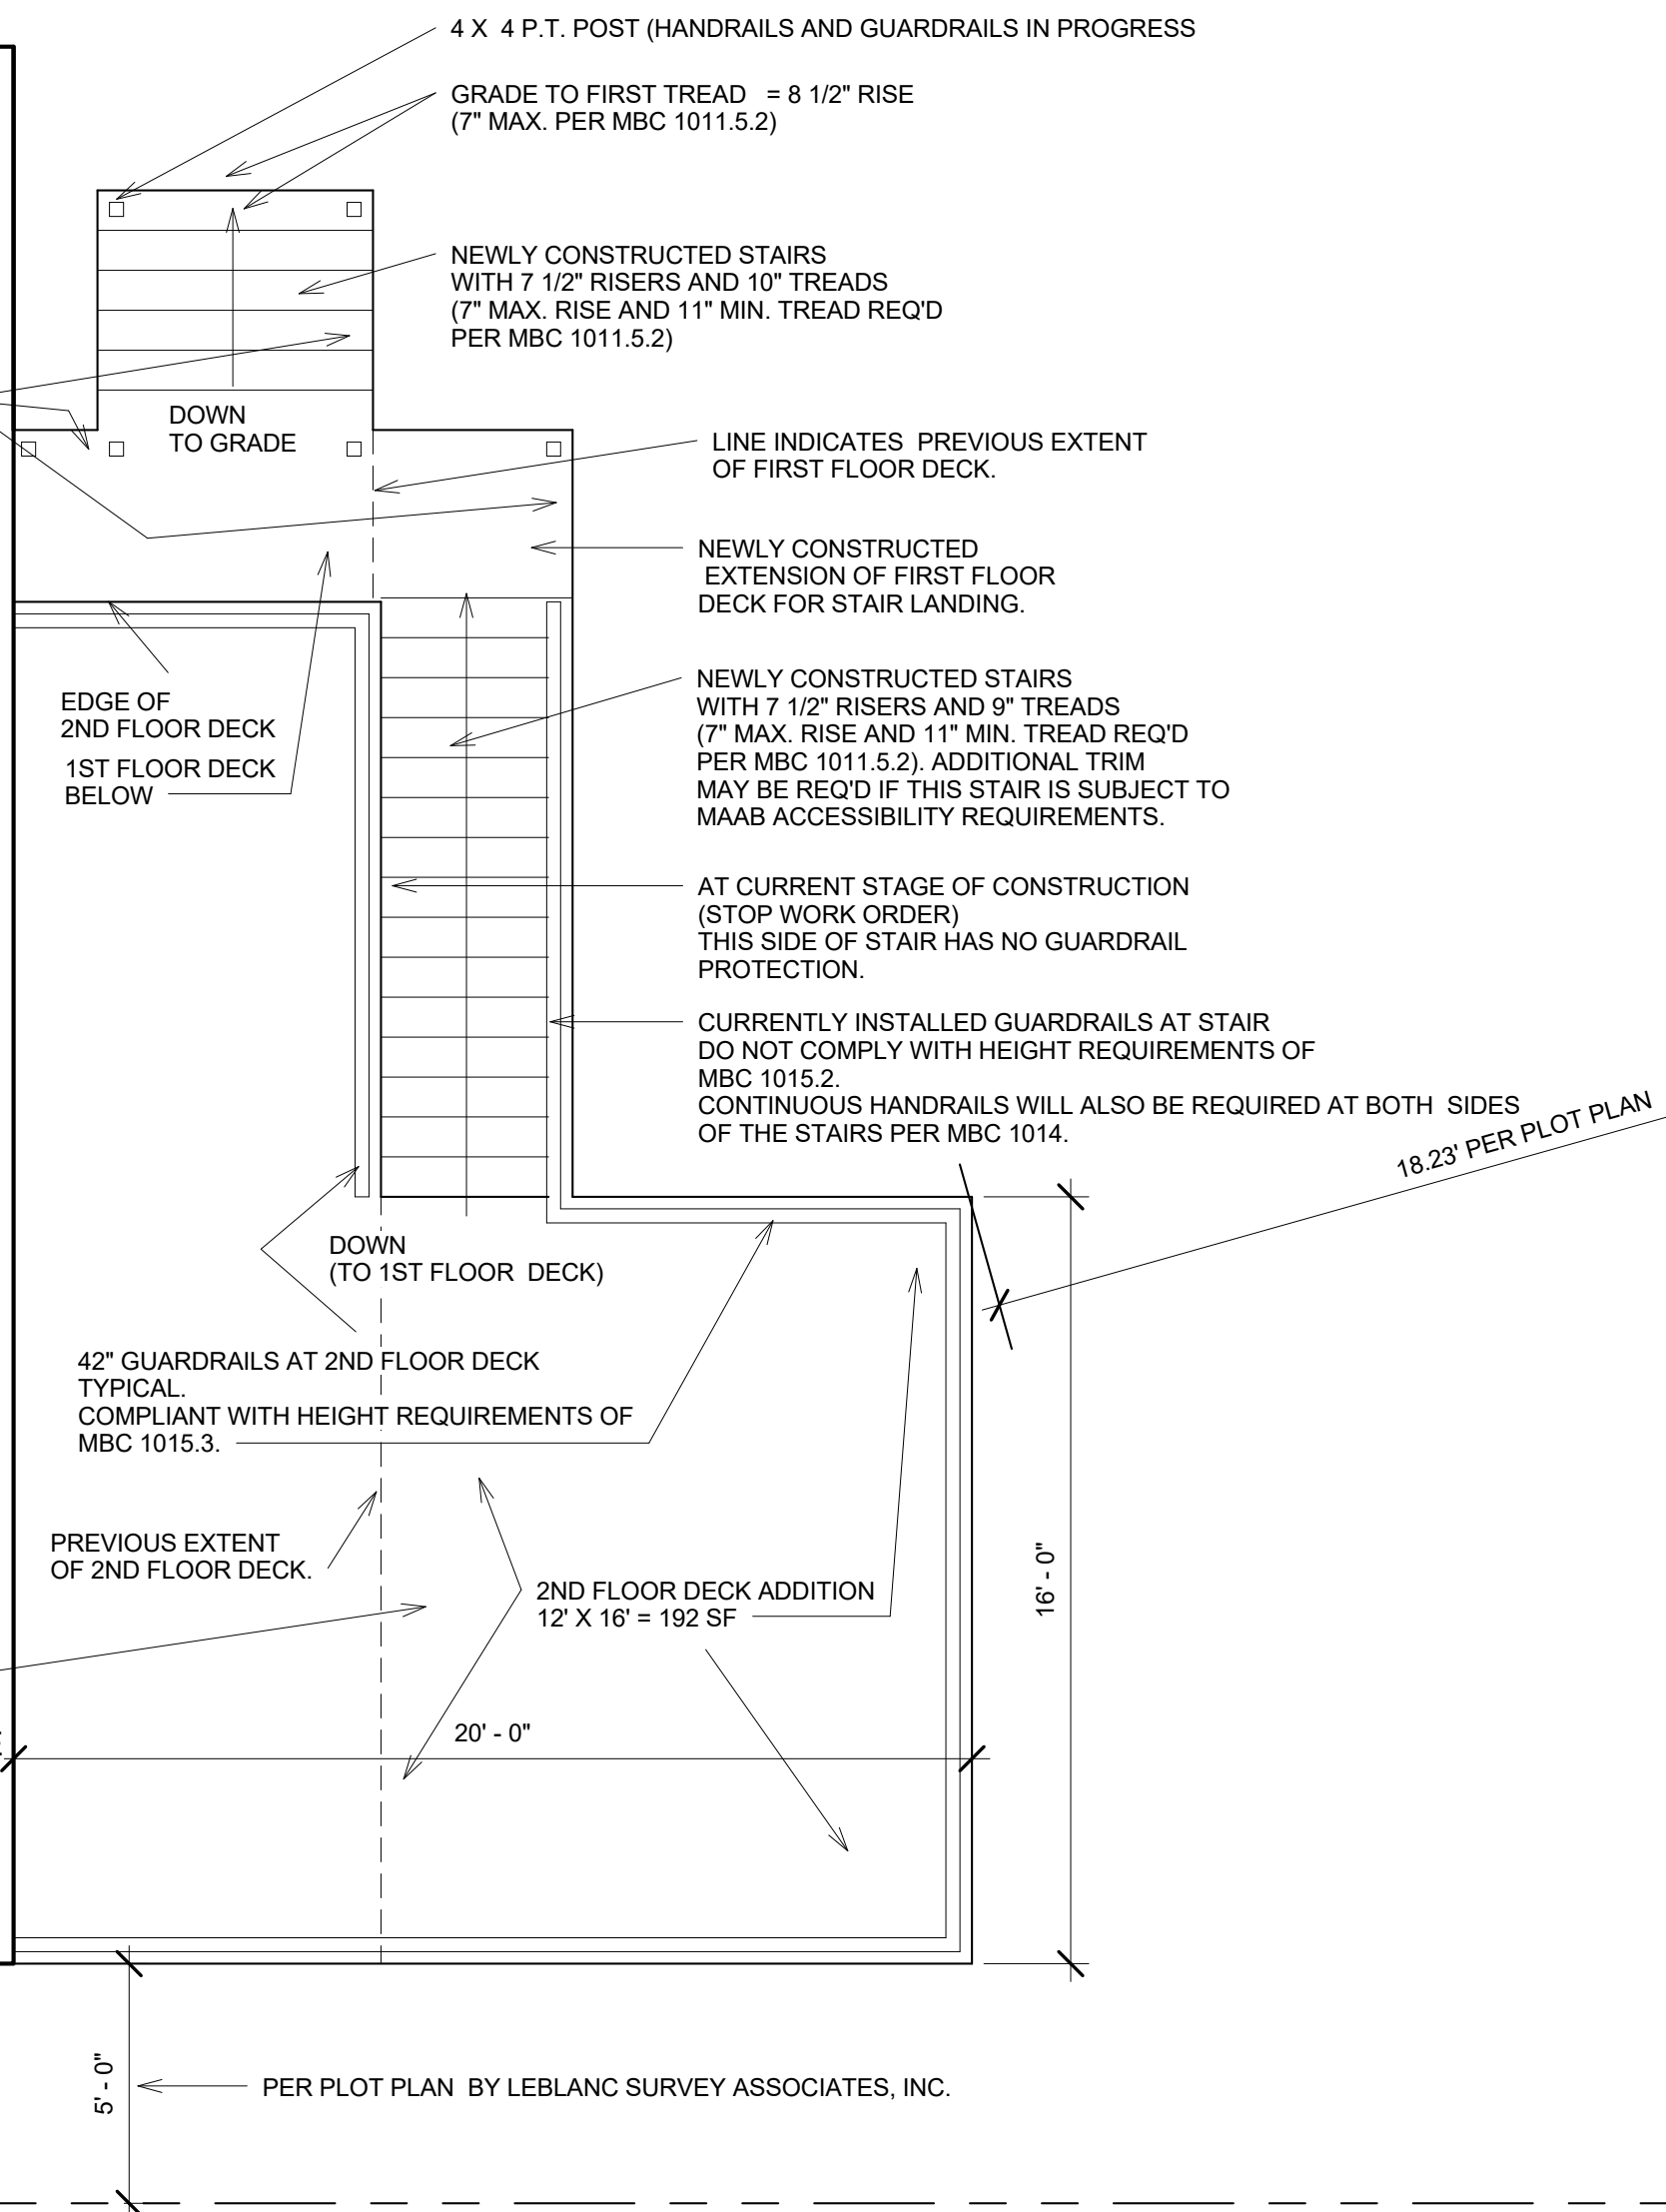 4 X  4 P.T. POST (HANDRAILS AND GUARDRAILS IN PROGRESS
GRADE TO FIRST TREAD   = 8 1/2" RISE
(7" MAX. PER MBC 1011.5.2)
NEWLY CONSTRUCTED STAIRS
WITH 7 1/2" RISERS AND 10" TREADS
(7" MAX. RISE AND 11" MIN. TREAD REQ'D
PER MBC 1011.5.2)
DOWN
TO GRADE
LINE INDICATES  PREVIOUS EXTENT
OF FIRST FLOOR DECK.
NEWLY CONSTRUCTED
EXTENSION OF FIRST FLOOR
DECK FOR STAIR LANDING.
EDGE OF
2ND FLOOR DECK
1ST FLOOR DECK
BELOW
NEWLY CONSTRUCTED STAIRS
WITH 7 1/2" RISERS AND 9" TREADS
(7" MAX. RISE AND 11" MIN. TREAD REQ'D
PER MBC 1011.5.2). ADDITIONAL TRIM
MAY BE REQ'D IF THIS STAIR IS SUBJECT TO
MAAB ACCESSIBILITY REQUIREMENTS.
AT CURRENT STAGE OF CONSTRUCTION
(STOP WORK ORDER)
THIS SIDE OF STAIR HAS NO GUARDRAIL
PROTECTION.
CURRENTLY INSTALLED GUARDRAILS AT STAIR
DO NOT COMPLY WITH HEIGHT REQUIREMENTS OF
MBC 1015.2.
CONTINUOUS HANDRAILS WILL ALSO BE REQUIRED AT BOTH  SIDES
OF THE STAIRS PER MBC 1014.
18.23' PER PLOT PLAN
DOWN
(TO 1ST FLOOR  DECK)
42" GUARDRAILS AT 2ND FLOOR DECK
TYPICAL.
COMPLIANT WITH HEIGHT REQUIREMENTS OF
MBC 1015.3.
PREVIOUS EXTENT
OF 2ND FLOOR DECK.
2ND FLOOR DECK ADDITION
12' X 16' = 192 SF
16' - 0"
20' - 0"
5' - 0"
PER PLOT PLAN  BY LEBLANC SURVEY ASSOCIATES, INC.